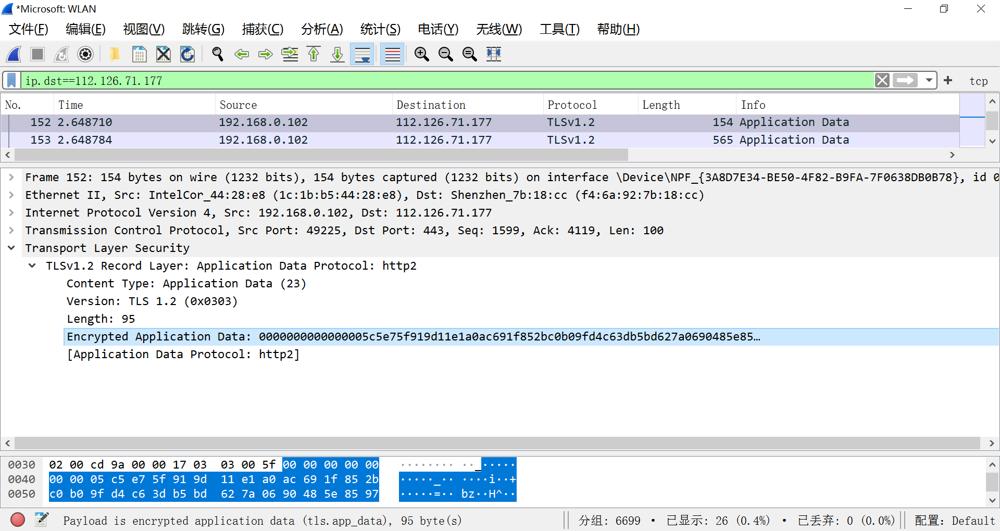 *Microsoft: WLAN
文件(F) 编辑(E) 视图(V) 跳转(G) 捕获(C) 分析(A) 统计(S) 电话(Y) 无线(W) 工具(T) 帮助(H)
ip.dst==112.126.71.177 + tcp
No. Time Source Destination Protocol Length Info
152 2.648710 192.168.0.102 112.126.71.177 TLSv1.2 154 Application Data
153 2.648784 192.168.0.102 112.126.71.177 TLSv1.2 565 Application Data
Frame 152: 154 bytes on wire (1232 bits), 154 bytes captured (1232 bits) on interface \Device\NPF_{3A8D7E34-BE50-4F82-B9FA-7F0638DB0B78}, id 0
Ethernet II, Src: IntelCor_44:28:e8 (1c:1b:b5:44:28:e8), Dst: Shenzhen_7b:18:cc (f4:6a:92:7b:18:cc)
Internet Protocol Version 4, Src: 192.168.0.102, Dst: 112.126.71.177
Transmission Control Protocol, Src Port: 49225, Dst Port: 443, Seq: 1599, Ack: 4119, Len: 100
Transport Layer Security
TLSv1.2 Record Layer: Application Data Protocol: http2
Content Type: Application Data (23)
Version: TLS 1.2 (0x0303)
Length: 95
Encrypted Application Data: 0000000000000005c5e75f919d11e1a0ac691f852bc0b09fd4c63db5bd627a0690485e85…
[Application Data Protocol: http2]
0030 02 00 cd 9a 00 00 17 03 03 00 5f 00 00 00 00 00 ········ ··_·····
0040 00 00 05 c5 e7 5f 91 9d 11 e1 a0 ac 69 1f 85 2b ·····_·· ····i··+
0050 c0 b0 9f d4 c6 3d b5 bd 62 7a 06 90 48 5e 85 97 ·····=·· bz··H^··
Payload is encrypted application data (tls.app_data), 95 byte(s) 分组: 6699 · 已显示: 26 (0.4%) · 已丢弃: 0 (0.0%) 配置: Default